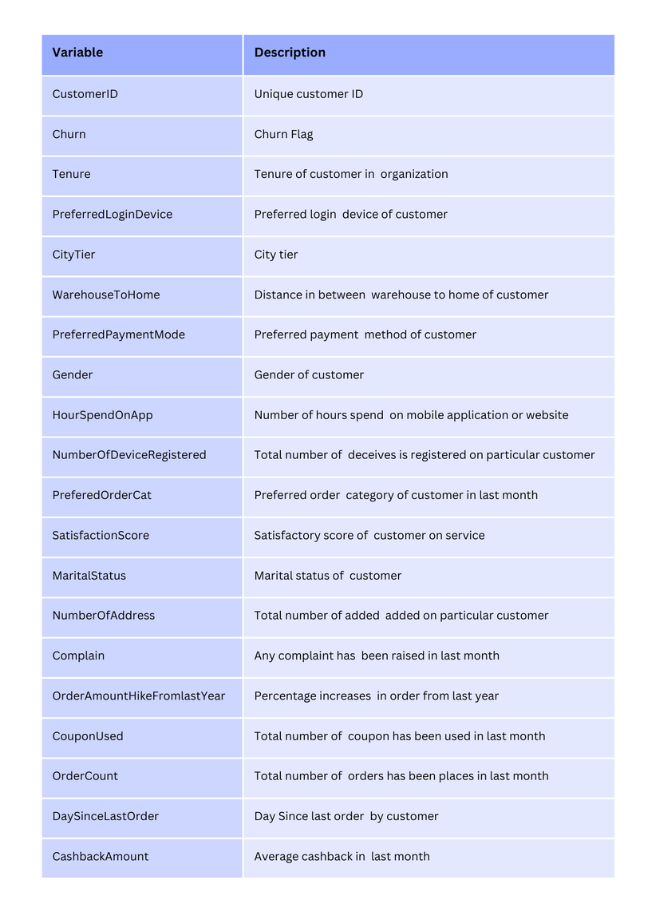 Variable Description
CustomerID Unique customer ID
Churn Churn Flag
Tenure Tenure of customer in organization
PreferredLoginDevice Preferred login device of customer
CityTier City tier
WarehouseToHome Distance in between warehouse to home of customer
PreferredPaymentMode Preferred payment method of customer
Gender Gender of customer
HourSpendOnApp Number of hours spend on mobile application or website
NumberOfDeviceRegistered Total number of deceives is registered on particular customer
PreferedOrderCat Preferred order category of customer in last month
SatisfactionScore Satisfactory score of customer on service
MaritalStatus Marital status of customer
NumberOfAddress Total number of added added on particular customer
Complain Any complaint has been raised in last month
OrderAmountHikeFromlastYear Percentage increases in order from last year
CouponUsed Total number of coupon has been used in last month
OrderCount Total number of orders has been places in last month
DaySinceLastOrder Day Since last order by customer
CashbackAmount Average cashback in last month